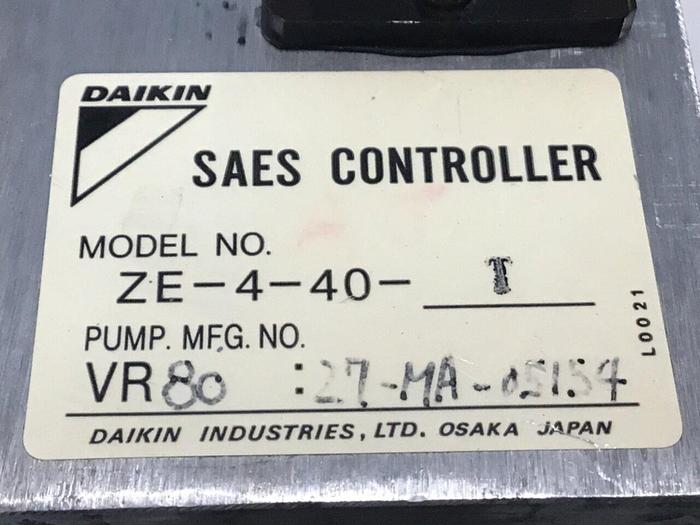 DAIKIN
SAES CONTROLLER
MODEL NO.
ZE-4-40- T
PUMP. MFG. NO.
VR80 : 27-MA-05154
DAIKIN INDUSTRIES, LTD. OSAKA JAPAN
L0021